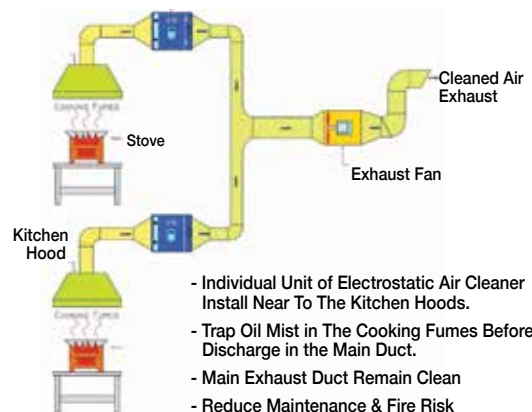 COOKING FUMES
Stove
Cleaned Air
Exhaust
Exhaust Fan
Kitchen
Hood
COOKING FUMES
- Individual Unit of Electrostatic Air Cleaner
Install Near To The Kitchen Hoods.
- Trap Oil Mist in The Cooking Fumes Before
Discharge in the Main Duct.
- Main Exhaust Duct Remain Clean
- Reduce Maintenance & Fire Risk